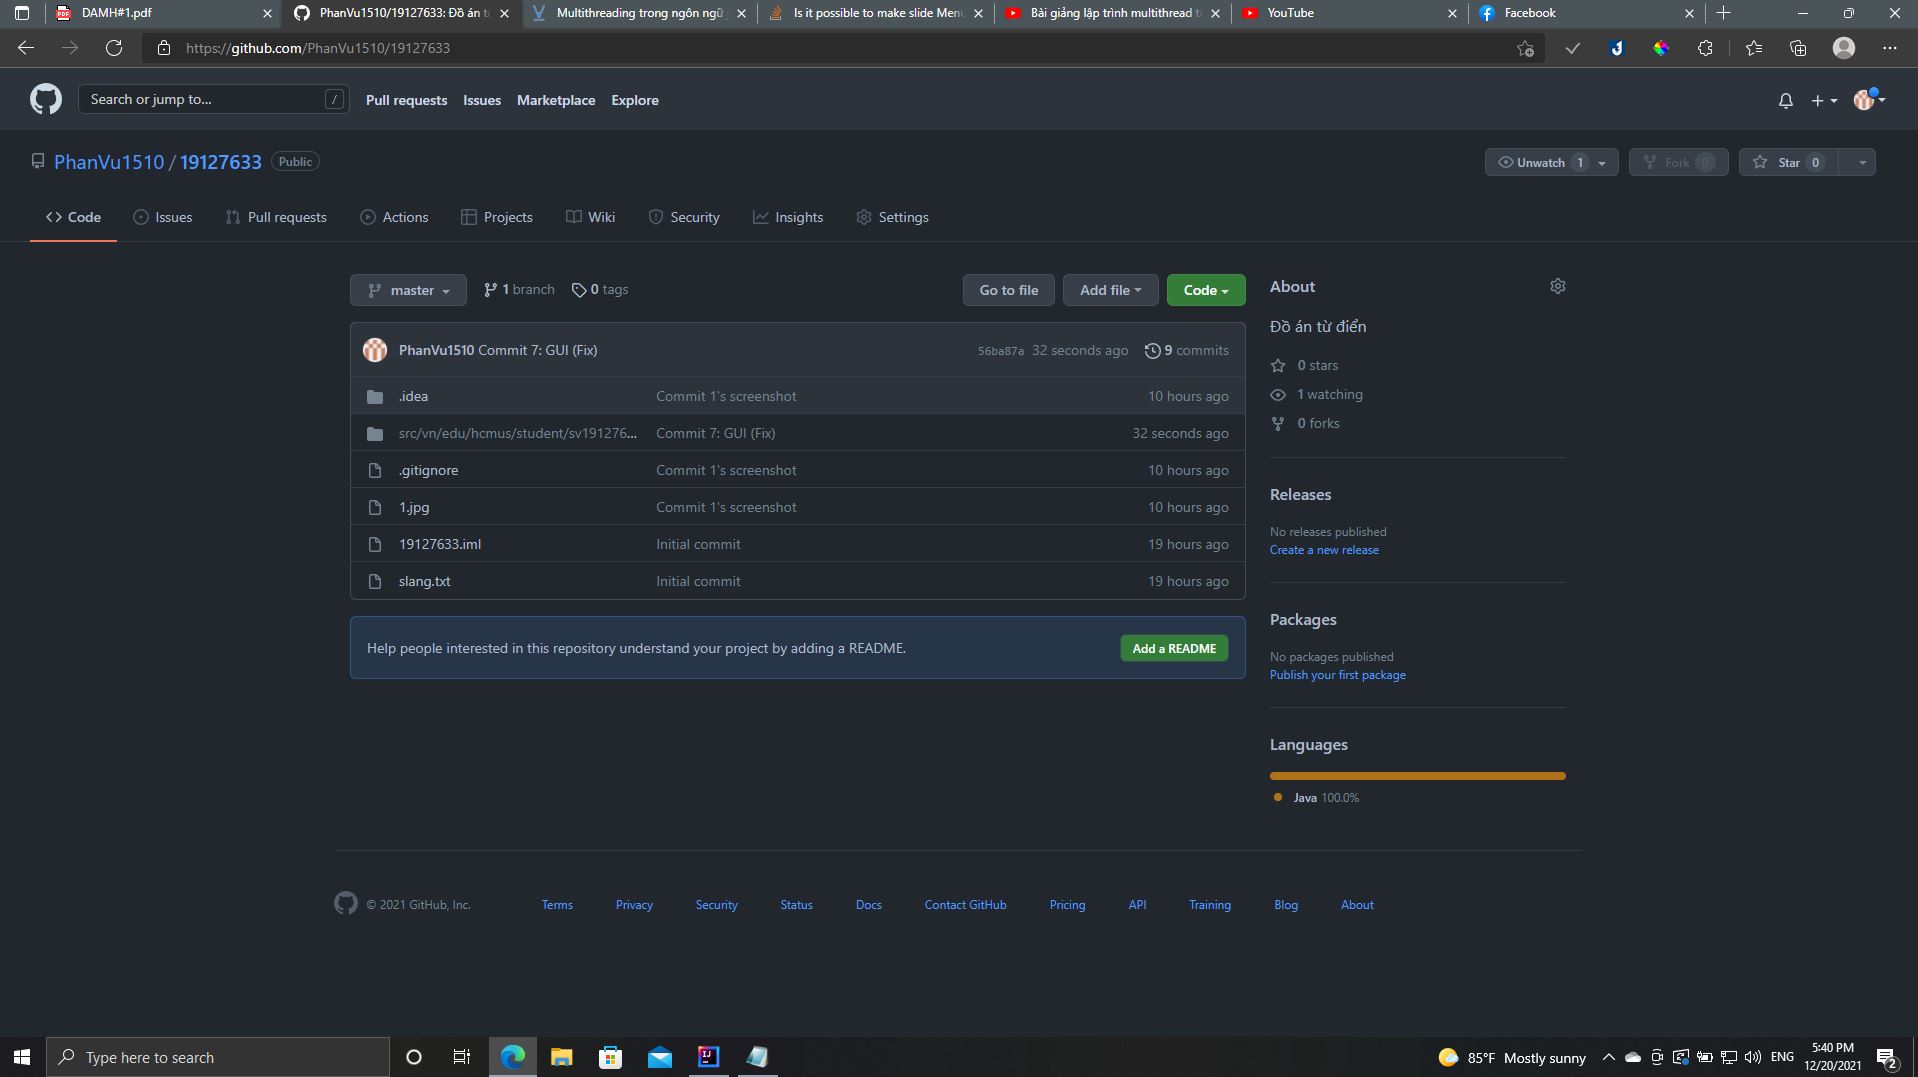 DAMH#1.pdf
PhanVu1510/19127633: Đồ án từ
Multithreading trong ngôn ngữ
Is it possible to make slide Menu
Bài giảng lập trình multithread t
YouTube
Facebook
https://github.com/PhanVu1510/19127633
Search or jump to...
/
Pull requests
Issues
Marketplace
Explore
PhanVu1510 / 19127633 Public
Unwatch 1
Fork 0
Star 0
Code
Issues
Pull requests
Actions
Projects
Wiki
Security
Insights
Settings
master
1 branch
0 tags
Go to file
Add file
Code
PhanVu1510 Commit 7: GUI (Fix)
56ba87a 32 seconds ago
9 commits
.idea
Commit 1's screenshot
10 hours ago
src/vn/edu/hcmus/student/sv191276...
Commit 7: GUI (Fix)
32 seconds ago
.gitignore
Commit 1's screenshot
10 hours ago
1.jpg
Commit 1's screenshot
10 hours ago
19127633.iml
Initial commit
19 hours ago
slang.txt
Initial commit
19 hours ago
Help people interested in this repository understand your project by adding a README.
Add a README
About
Đồ án từ điển
0 stars
1 watching
0 forks
Releases
No releases published
Create a new release
Packages
No packages published
Publish your first package
Languages
Java 100.0%
© 2021 GitHub, Inc.
Terms
Privacy
Security
Status
Docs
Contact GitHub
Pricing
API
Training
Blog
About
Type here to search
85°F Mostly sunny
ENG
5:40 PM
12/20/2021
2